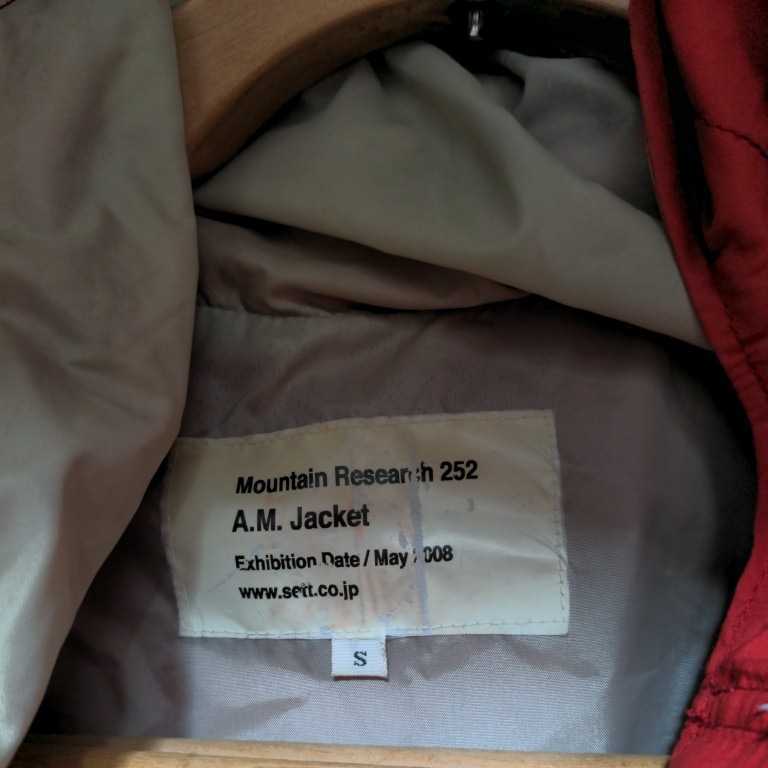 Mountain Research 252
A.M. Jacket
Exhibition Date / May 2008
www.sett.co.jp
S